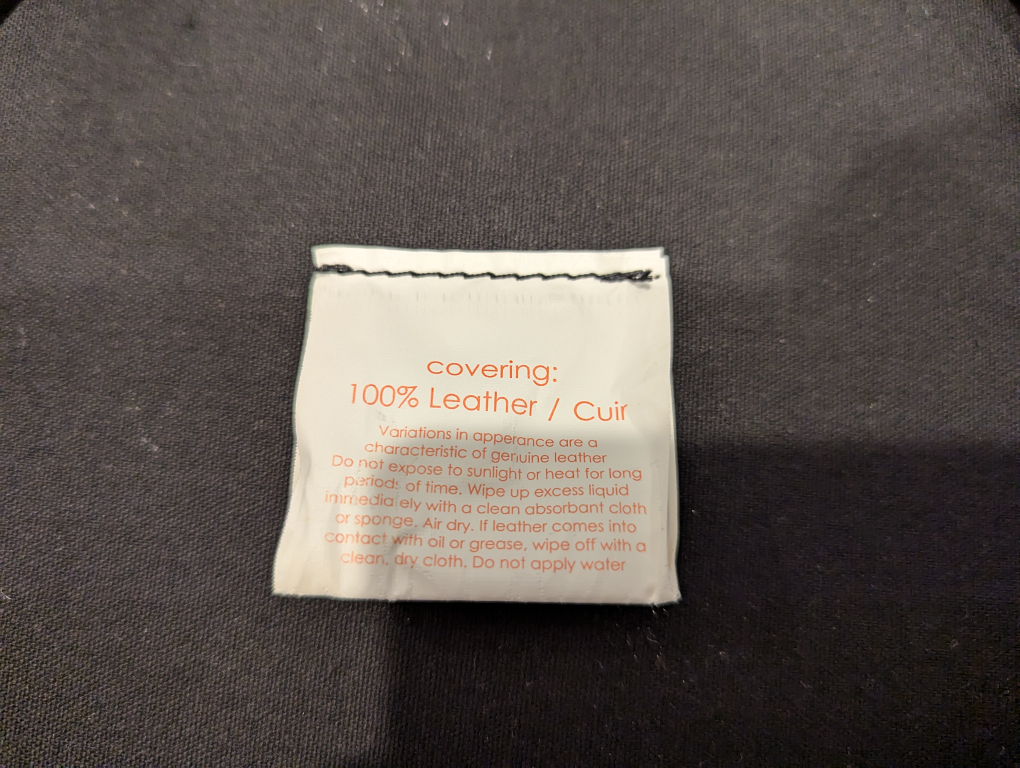 covering:
100% Leather / Cuir
Variations in apperance are a
characteristic of genuine leather
Do not expose to sunlight or heat for long
periods of time. Wipe up excess liquid
immediately with a clean absorbant cloth
or sponge. Air dry. If leather comes into
contact with oil or grease, wipe off with a
clean, dry cloth. Do not apply water